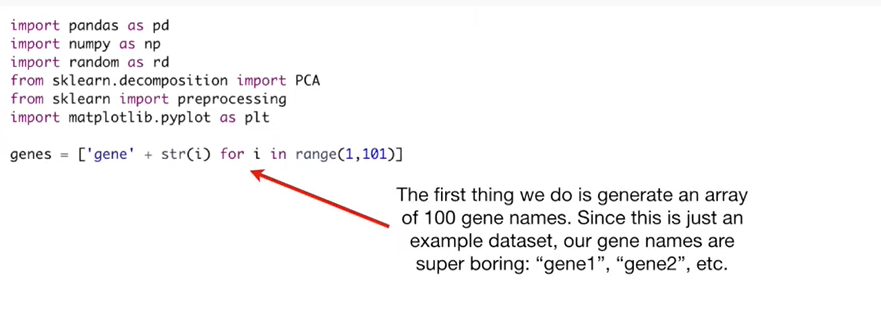 import pandas as pd
import numpy as np
import random as rd
from sklearn.decomposition import PCA
from sklearn import preprocessing
import matplotlib.pyplot as plt
genes = ['gene' + str(i) for i in range(1,101)]
The first thing we do is generate an array
of 100 gene names. Since this is just an
example dataset, our gene names are
super boring: “gene1”, “gene2”, etc.